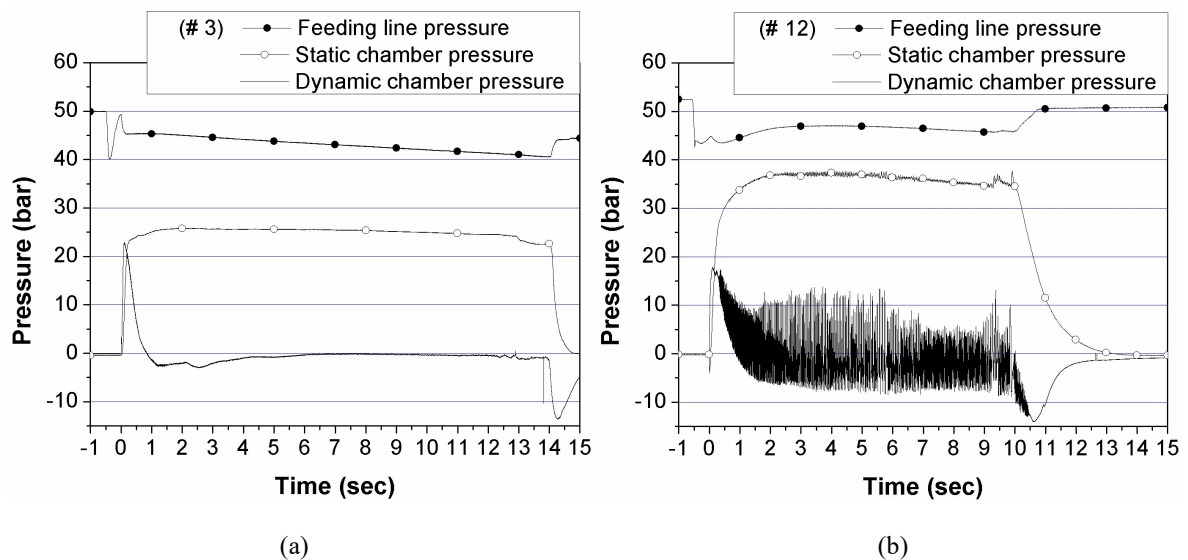 (# 3) Feeding line pressure
Static chamber pressure
Dynamic chamber pressure
60
50
40
30
20
10
0
-10
Pressure (bar)
-1 0 1 2 3 4 5 6 7 8 9 10 11 12 13 14 15
Time (sec)
(a)
(# 12) Feeding line pressure
Static chamber pressure
Dynamic chamber pressure
60
50
40
30
20
10
0
-10
Pressure (bar)
-1 0 1 2 3 4 5 6 7 8 9 10 11 12 13 14 15
Time (sec)
(b)